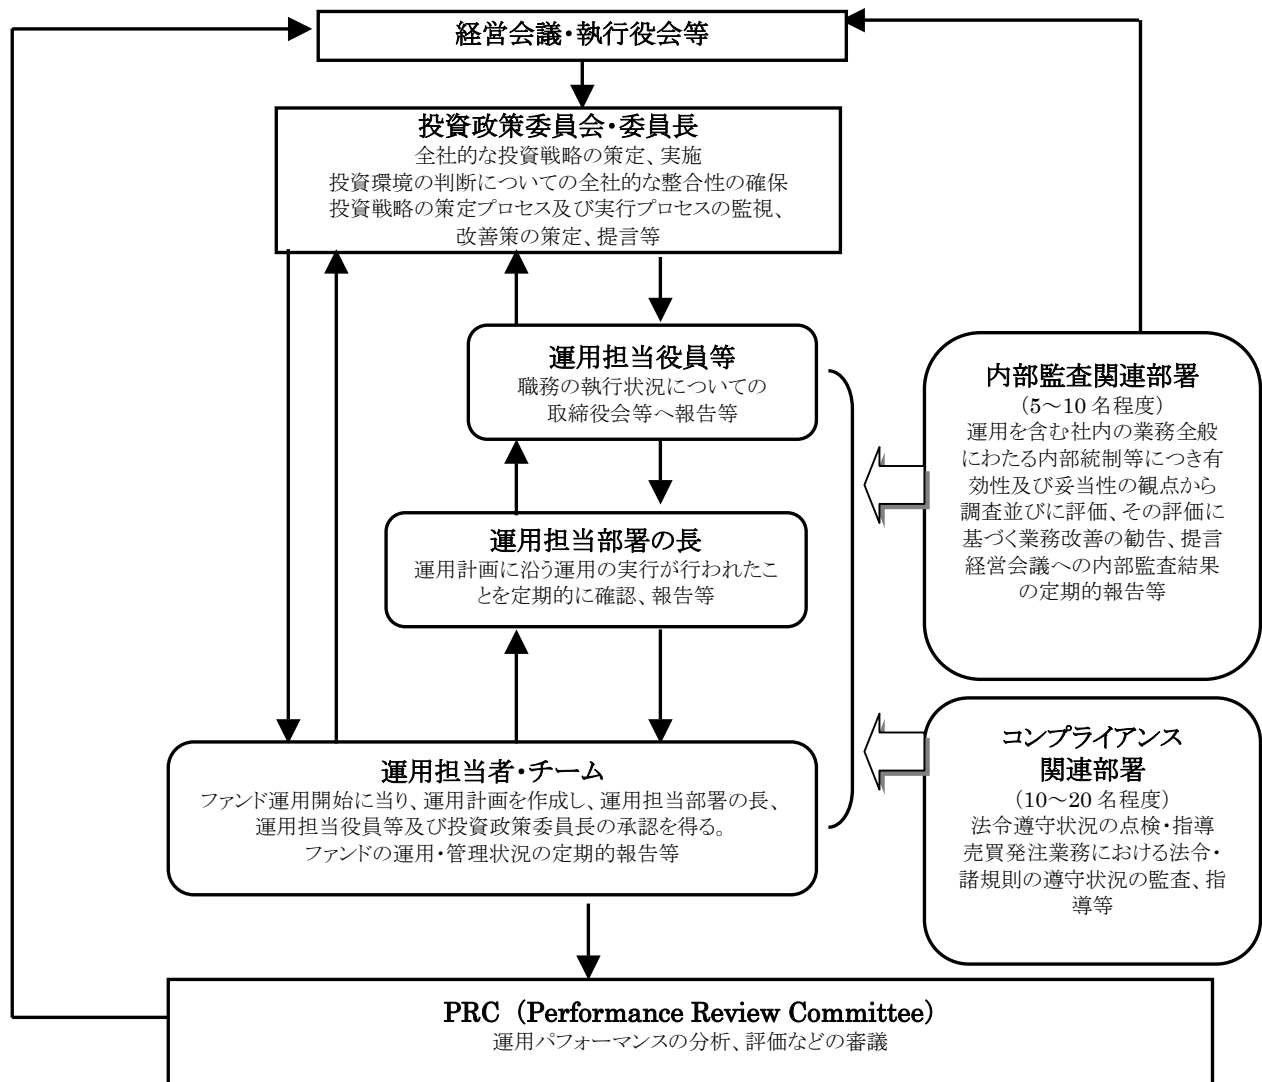 経営会議・執行役会等
投資政策委員会・委員長
全社的な投資戦略の策定、実施
投資環境の判断についての全社的な整合性の確保
投資戦略の策定プロセス及び実行プロセスの監視、
改善策の策定、提言等
運用担当役員等
職務の執行状況についての
取締役会等へ報告等
運用担当部署の長
運用計画に沿う運用の実行が行われたこ
とを定期的に確認、報告等
運用担当者・チーム
ファンド運用開始に当り、運用計画を作成し、運用担当部署の長、
運用担当役員等及び投資政策委員長の承認を得る。
ファンドの運用・管理状況の定期的報告等
内部監査関連部署
（5～10 名程度）
運用を含む社内の業務全般
にわたる内部統制等につき有
効性及び妥当性の観点から
調査並びに評価、その評価に
基づく業務改善の勧告、提言
経営会議への内部監査結果
の定期的報告等
コンプライアンス
関連部署
（10～20 名程度）
法令遵守状況の点検・指導
売買発注業務における法令・
諸規則の遵守状況の監査、指
導等
PRC（Performance Review Committee）
運用パフォーマンスの分析、評価などの審議